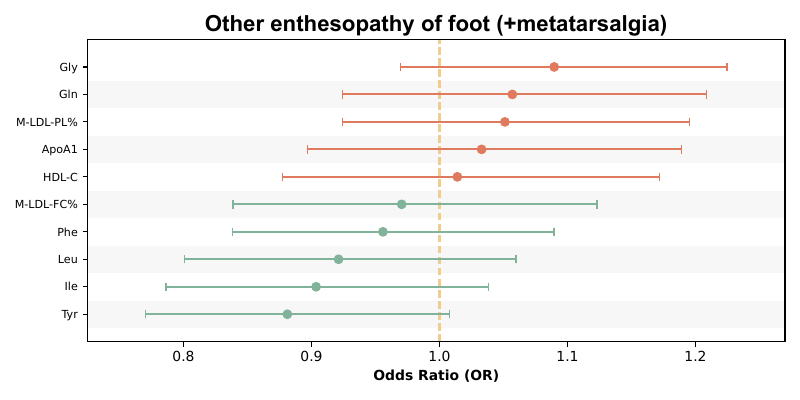 Other enthesopathy of foot (+metatarsalgia)
Gly
Gln
M-LDL-PL%
ApoA1
HDL-C
M-LDL-FC%
Phe
Leu
Ile
Tyr
0.8 0.9 1.0 1.1 1.2
Odds Ratio (OR)